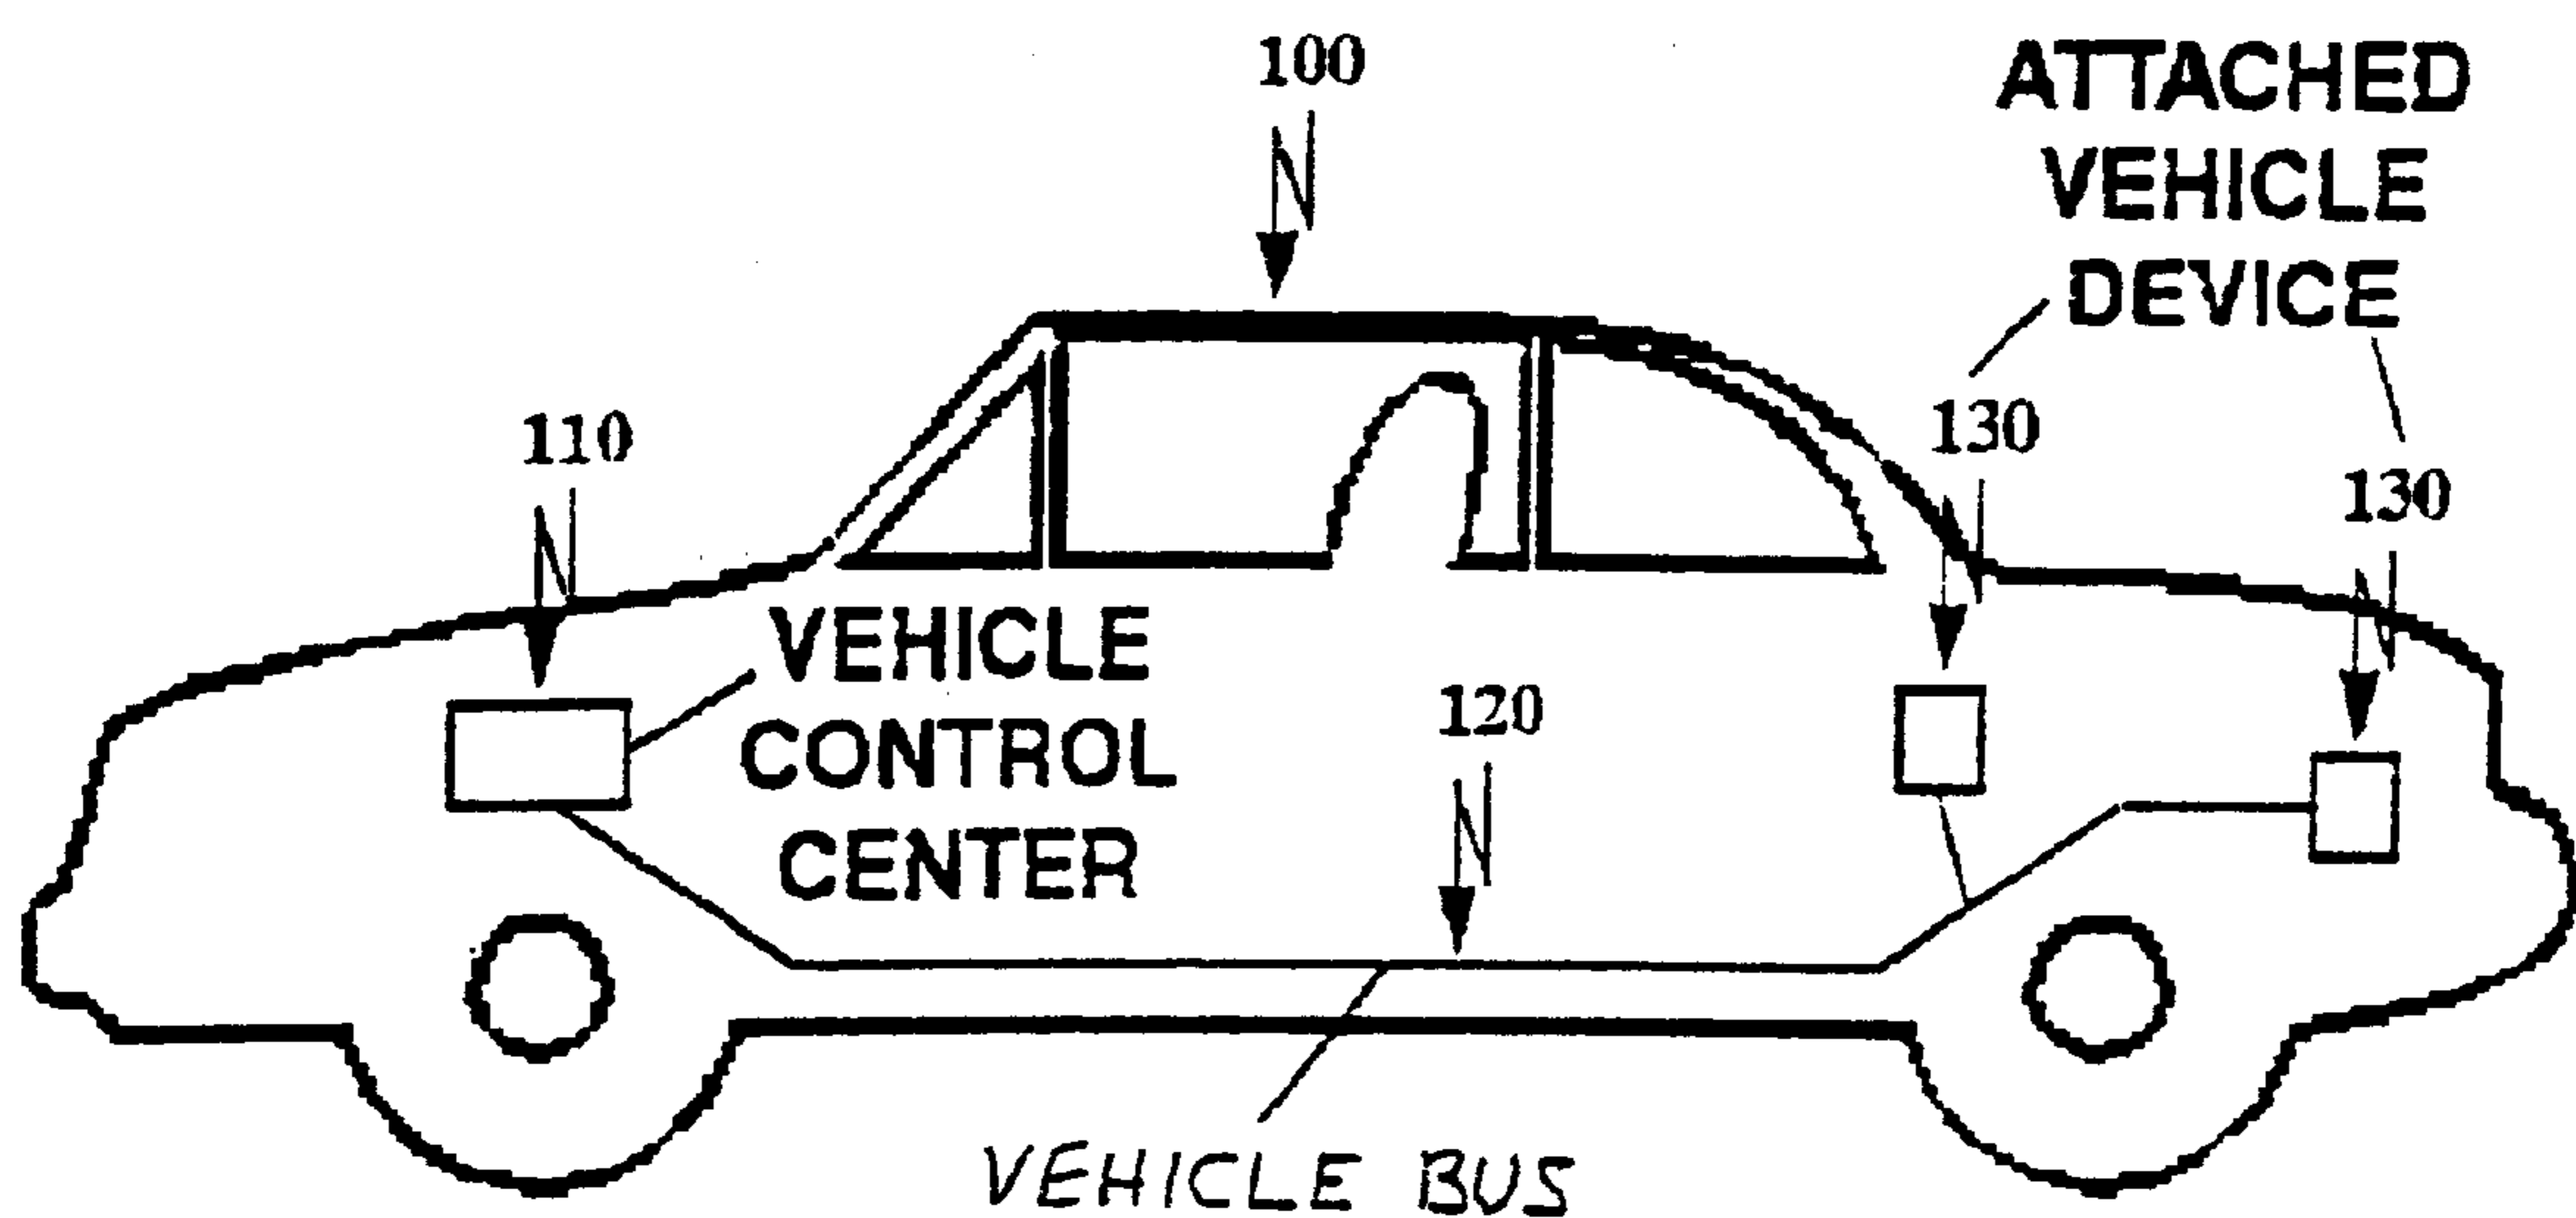 100
ATTACHED
VEHICLE
DEVICE
110
130
130
VEHICLE
CONTROL
CENTER
120
VEHICLE BUS